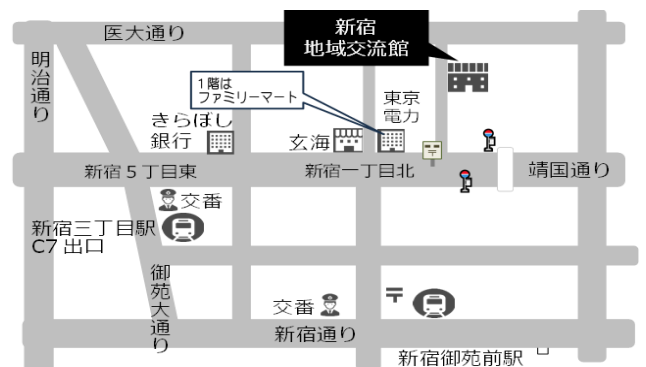 医大通り
新宿
地域交流館
明治通り
1階は
ファミリーマート
東京
電力
きらぼし
銀行
玄海
〒
新宿5丁目東
新宿一丁目北
靖国通り
交番
新宿三丁目駅
C7出口
御苑大通り
交番
〒
新宿通り
新宿御苑前駅